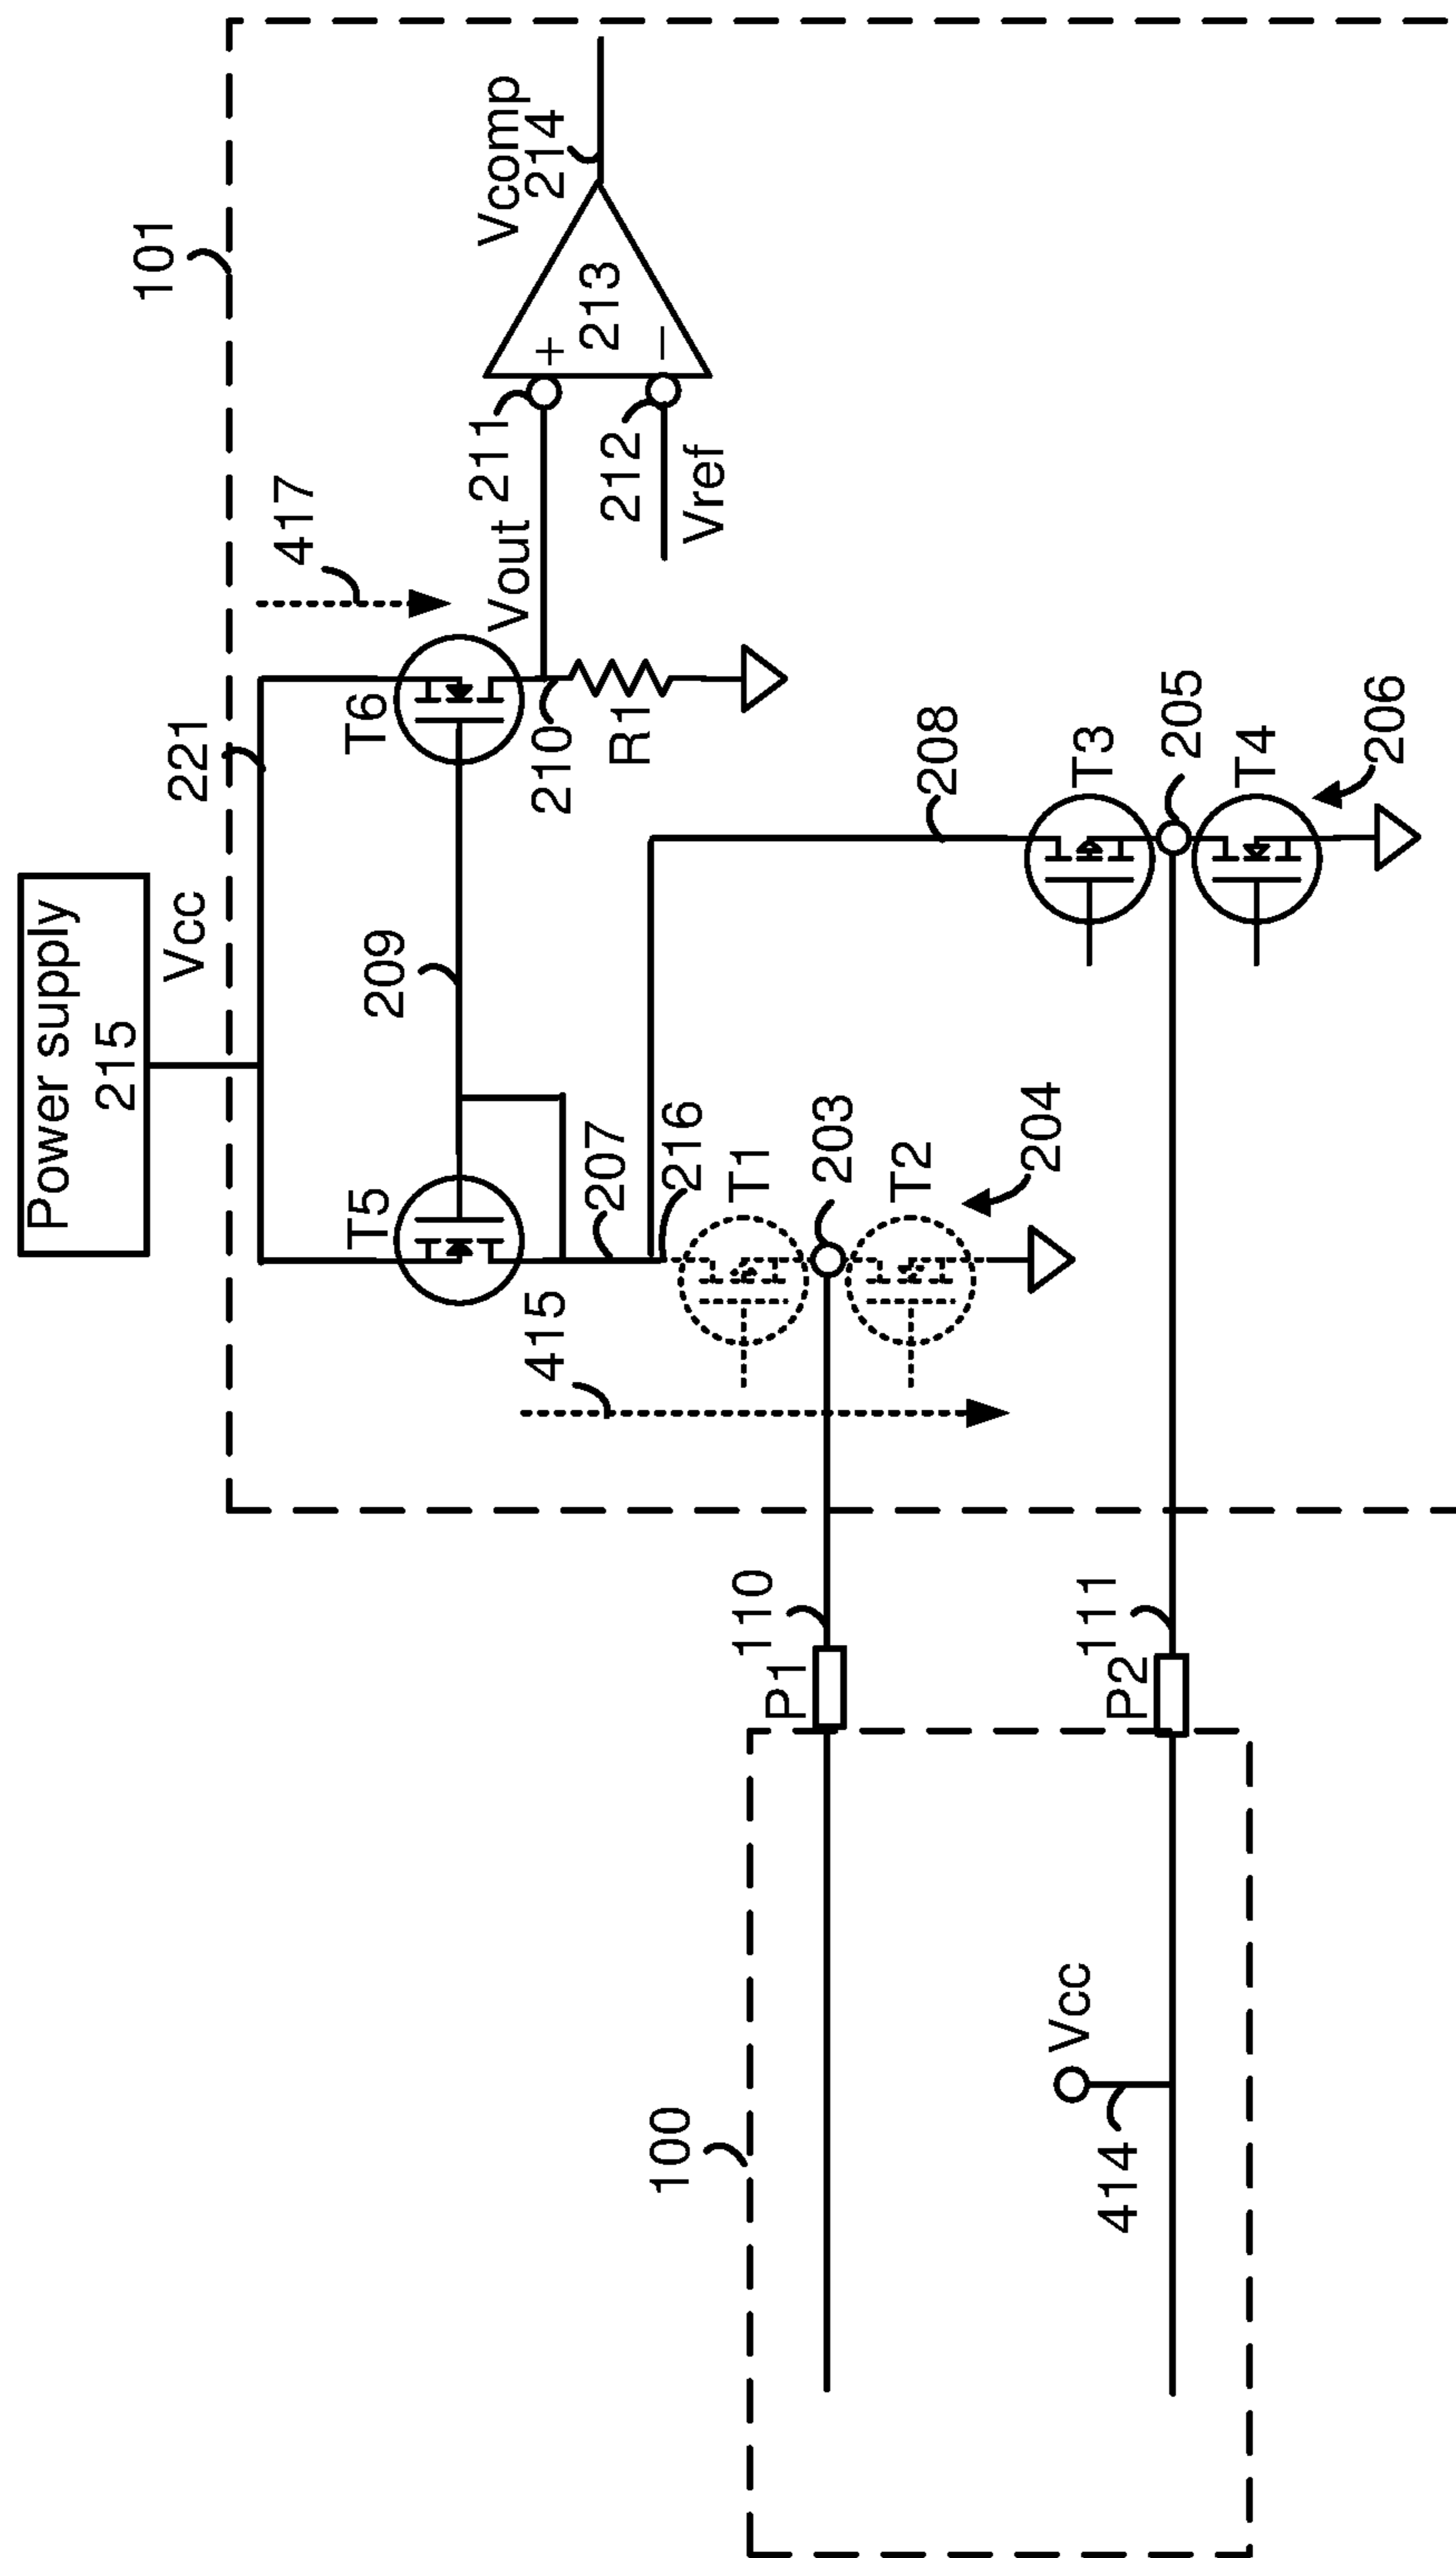 Power supply
215
Vcc
221
101
T5
209
T6
417
Vcomp
214
213
+
−
211
212
Vout
Vref
210
R1
415
207
216
208
T1
203
T2
204
T3
205
T4
206
110
P1
111
P2
100
Vcc
414